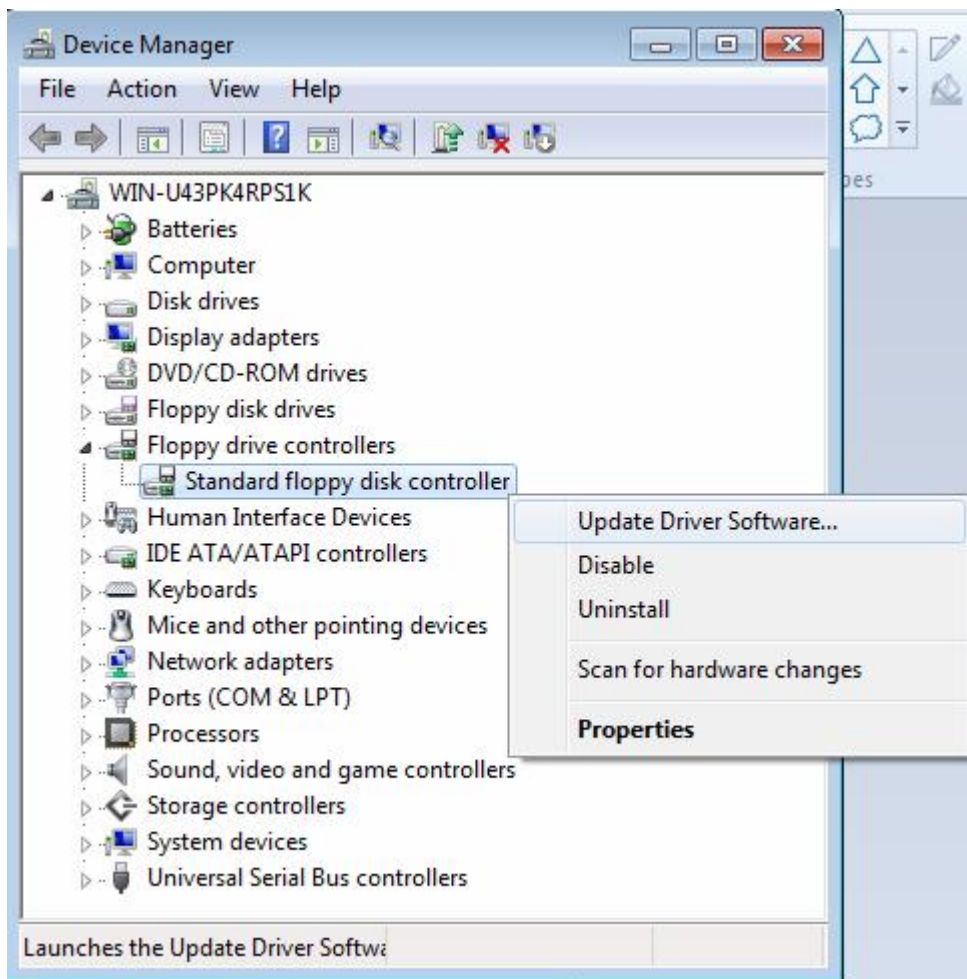 Device Manager
File Action View Help
WIN-U43PK4RPS1K
Batteries
Computer
Disk drives
Display adapters
DVD/CD-ROM drives
Floppy disk drives
Floppy drive controllers
Standard floppy disk controller
Human Interface Devices
IDE ATA/ATAPI controllers
Keyboards
Mice and other pointing devices
Network adapters
Ports (COM & LPT)
Processors
Sound, video and game controllers
Storage controllers
System devices
Universal Serial Bus controllers
Update Driver Software...
Disable
Uninstall
Scan for hardware changes
Properties
Launches the Update Driver Softwa
pes